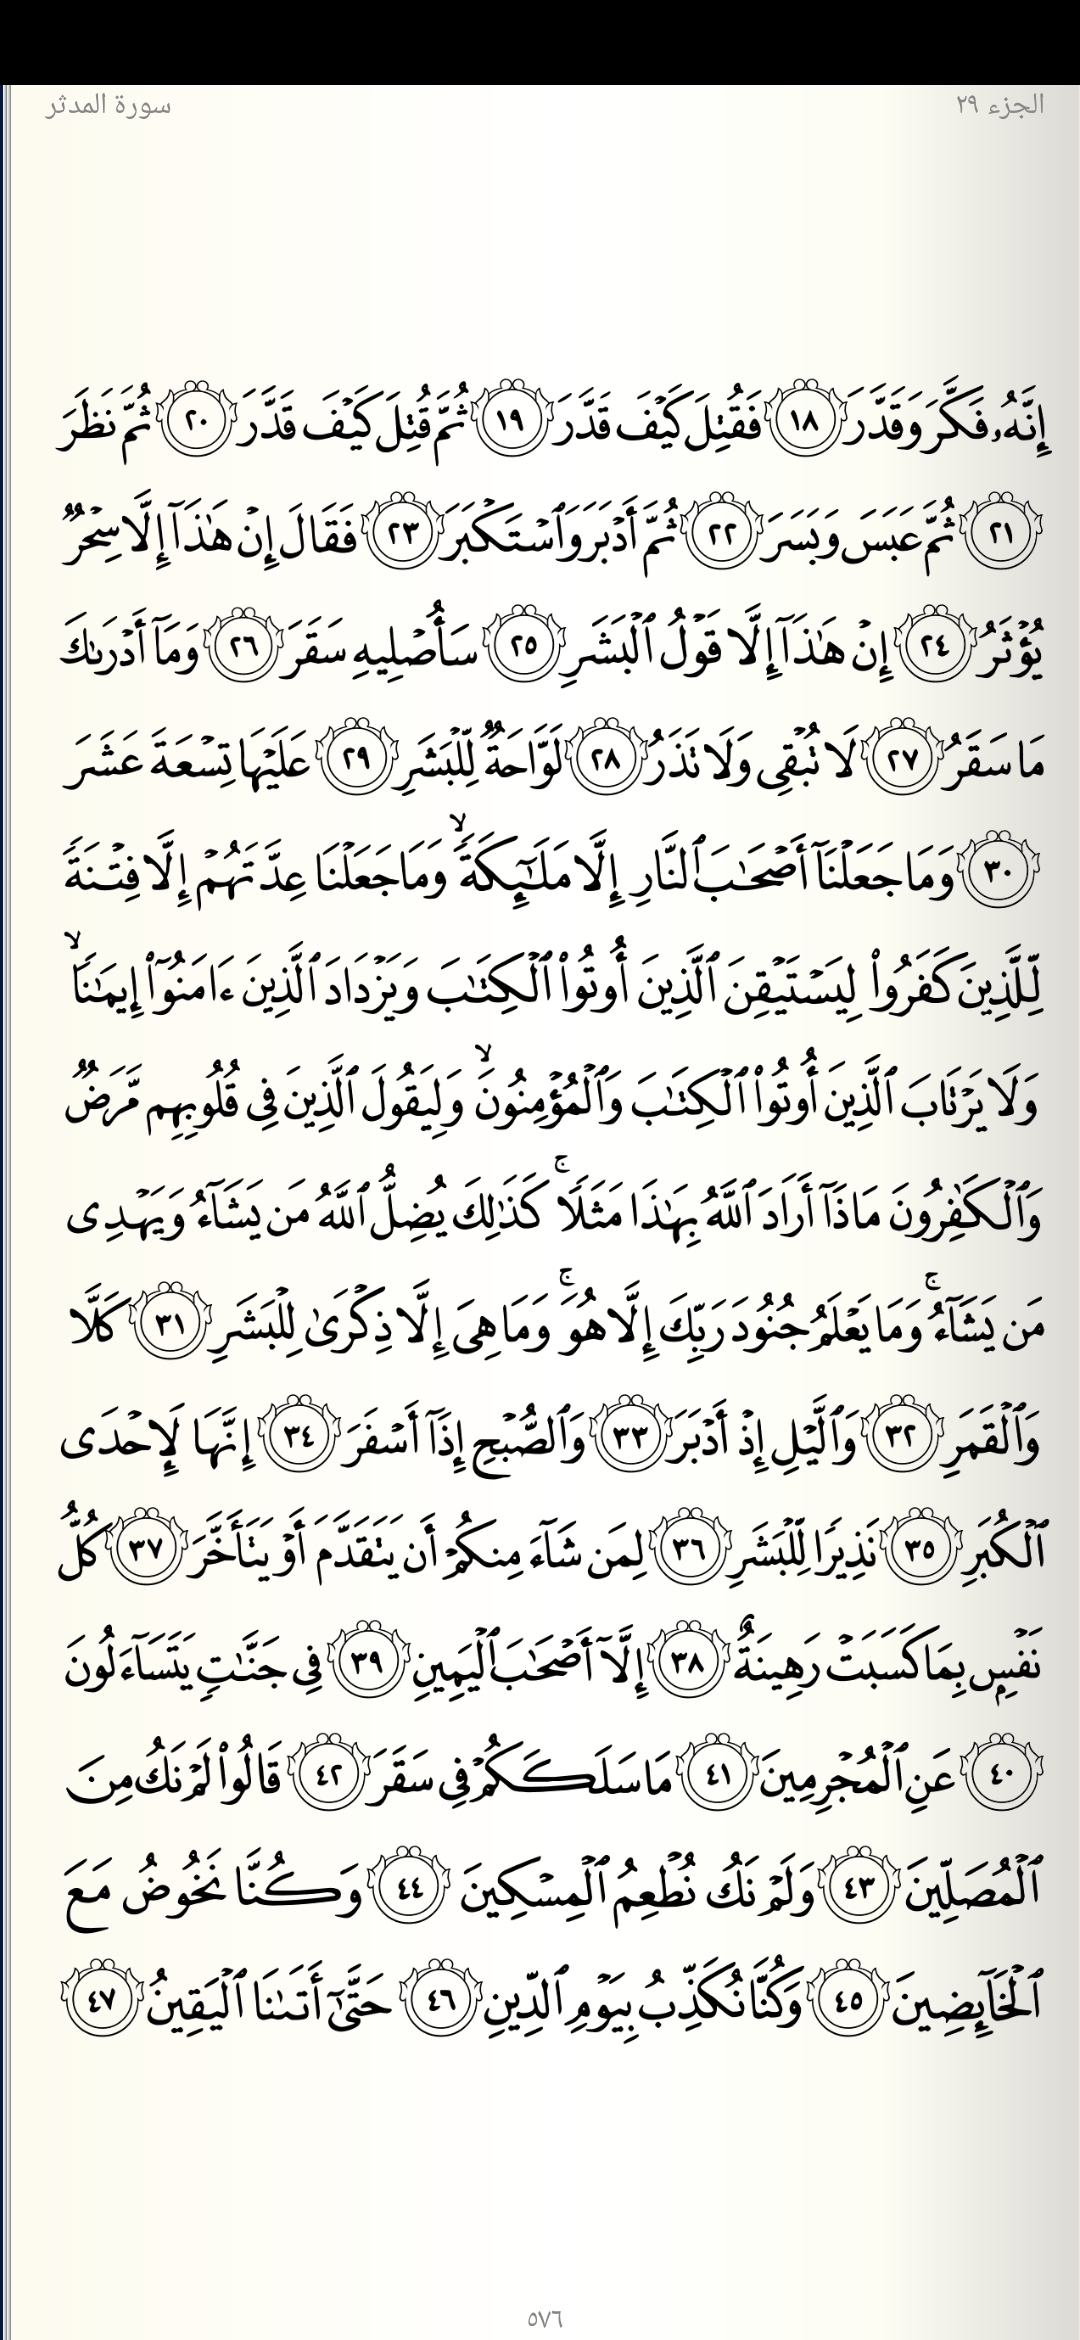 سورة المدثر
الجزء ٢٩
إِنَّهُۥ فَكَّرَ وَقَدَّرَ ١٨ فَقُتِلَ كَيْفَ قَدَّرَ ١٩ ثُمَّ قُتِلَ كَيْفَ قَدَّرَ ٢٠ ثُمَّ نَظَرَ
٢١ ثُمَّ عَبَسَ وَبَسَرَ ٢٢ ثُمَّ أَدْبَرَ وَٱسْتَكْبَرَ ٢٣ فَقَالَ إِنْ هَٰذَآ إِلَّا سِحْرٌ
يُؤْثَرُ ٢٤ إِنْ هَٰذَآ إِلَّا قَوْلُ ٱلْبَشَرِ ٢٥ سَأُصْلِيهِ سَقَرَ ٢٦ وَمَآ أَدْرَىٰكَ
مَا سَقَرُ ٢٧ لَا تُبْقِى وَلَا تَذَرُ ٢٨ لَوَّاحَةٌ لِّلْبَشَرِ ٢٩ عَلَيْهَا تِسْعَةَ عَشَرَ
٣٠ وَمَا جَعَلْنَآ أَصْحَٰبَ ٱلنَّارِ إِلَّا مَلَٰٓئِكَةًۙ وَمَا جَعَلْنَا عِدَّتَهُمْ إِلَّا فِتْنَةً
لِّلَّذِينَ كَفَرُوا۟ لِيَسْتَيْقِنَ ٱلَّذِينَ أُوتُوا۟ ٱلْكِتَٰبَ وَيَزْدَادَ ٱلَّذِينَ ءَامَنُوٓا۟ إِيمَٰنًاۙ
وَلَا يَرْتَابَ ٱلَّذِينَ أُوتُوا۟ ٱلْكِتَٰبَ وَٱلْمُؤْمِنُونَۙ وَلِيَقُولَ ٱلَّذِينَ فِى قُلُوبِهِم مَّرَضٌ
وَٱلْكَٰفِرُونَ مَاذَآ أَرَادَ ٱللَّهُ بِهَٰذَا مَثَلًاۚ كَذَٰلِكَ يُضِلُّ ٱللَّهُ مَن يَشَآءُ وَيَهْدِى
مَن يَشَآءُۚ وَمَا يَعْلَمُ جُنُودَ رَبِّكَ إِلَّا هُوَۚ وَمَا هِىَ إِلَّا ذِكْرَىٰ لِلْبَشَرِ ٣١ كَلَّا
وَٱلْقَمَرِ ٣٢ وَٱلَّيْلِ إِذْ أَدْبَرَ ٣٣ وَٱلصُّبْحِ إِذَآ أَسْفَرَ ٣٤ إِنَّهَا لَإِحْدَى
ٱلْكُبَرِ ٣٥ نَذِيرًا لِّلْبَشَرِ ٣٦ لِمَن شَآءَ مِنكُمْ أَن يَتَقَدَّمَ أَوْ يَتَأَخَّرَ ٣٧ كُلُّ
نَفْسٍۭ بِمَا كَسَبَتْ رَهِينَةٌ ٣٨ إِلَّآ أَصْحَٰبَ ٱلْيَمِينِ ٣٩ فِى جَنَّٰتٍ يَتَسَآءَلُونَ
٤٠ عَنِ ٱلْمُجْرِمِينَ ٤١ مَا سَلَكَكُمْ فِى سَقَرَ ٤٢ قَالُوا۟ لَمْ نَكُ مِنَ
ٱلْمُصَلِّينَ ٤٣ وَلَمْ نَكُ نُطْعِمُ ٱلْمِسْكِينَ ٤٤ وَكُنَّا نَخُوضُ مَعَ
ٱلْخَآئِضِينَ ٤٥ وَكُنَّا نُكَذِّبُ بِيَوْمِ ٱلدِّينِ ٤٦ حَتَّىٰٓ أَتَىٰنَا ٱلْيَقِينُ ٤٧
٥٧٦